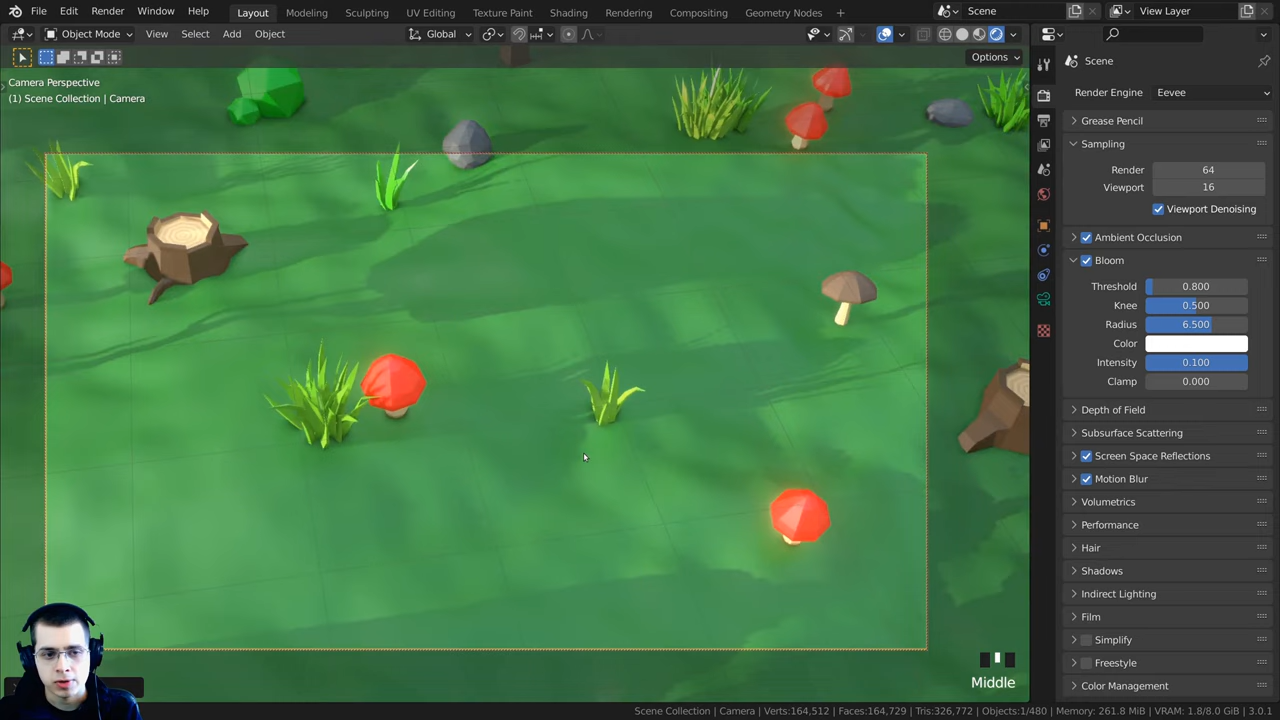 File Edit Render Window Help Layout Modeling Sculpting UV Editing Texture Paint Shading Rendering Compositing Geometry Nodes + Scene View Layer
Object Mode View Select Add Object Global
Options
Camera Perspective
(1) Scene Collection | Camera
Scene
Render Engine Eevee
Grease Pencil
Sampling
Render 64
Viewport 16
Viewport Denoising
Ambient Occlusion
Bloom
Threshold 0.800
Knee 0.500
Radius 6.500
Color
Intensity 0.100
Clamp 0.000
Depth of Field
Subsurface Scattering
Screen Space Reflections
Motion Blur
Volumetrics
Performance
Hair
Shadows
Indirect Lighting
Film
Simplify
Freestyle
Color Management
Middle
Scene Collection | Camera Verts:164,512 Faces:164,729 Tris:326,772 Objects:1/480 Memory: 261.8 MiB VRAM: 1.8/8.0 GiB 3.0.1